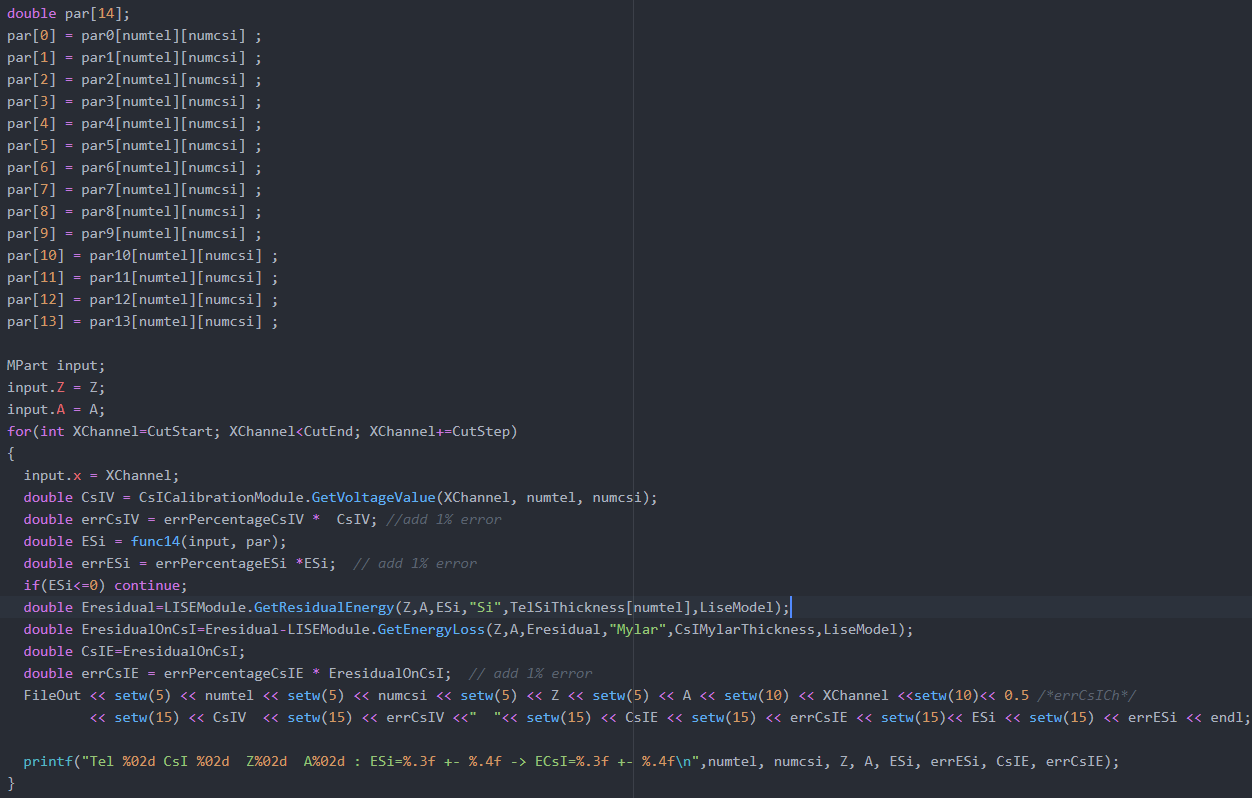 double par[14];
par[0] = par0[numtel][numcsi] ;
par[1] = par1[numtel][numcsi] ;
par[2] = par2[numtel][numcsi] ;
par[3] = par3[numtel][numcsi] ;
par[4] = par4[numtel][numcsi] ;
par[5] = par5[numtel][numcsi] ;
par[6] = par6[numtel][numcsi] ;
par[7] = par7[numtel][numcsi] ;
par[8] = par8[numtel][numcsi] ;
par[9] = par9[numtel][numcsi] ;
par[10] = par10[numtel][numcsi] ;
par[11] = par11[numtel][numcsi] ;
par[12] = par12[numtel][numcsi] ;
par[13] = par13[numtel][numcsi] ;

MPart input;
input.Z = Z;
input.A = A;
for(int XChannel=CutStart; XChannel<CutEnd; XChannel+=CutStep)
{
  input.x = XChannel;
  double CsIV = CsICalibrationModule.GetVoltageValue(XChannel, numtel, numcsi);
  double errCsIV = errPercentageCsIV *  CsIV; //add 1% error
  double ESi = func14(input, par);
  double errESi = errPercentageESi *ESi;  // add 1% error
  if(ESi<=0) continue;
  double Eresidual=LISEModule.GetResidualEnergy(Z,A,ESi,"Si",TelSiThickness[numtel],LiseModel);
  double EresidualOnCsI=Eresidual-LISEModule.GetEnergyLoss(Z,A,Eresidual,"Mylar",CsIMylarThickness,LiseModel);
  double CsIE=EresidualOnCsI;
  double errCsIE = errPercentageCsIE * EresidualOnCsI;  // add 1% error
  FileOut << setw(5) << numtel << setw(5) << numcsi << setw(5) << Z << setw(5) << A << setw(10) << XChannel <<setw(10)<< 0.5 /*errCsICh*/
          << setw(15) << CsIV  << setw(15) << errCsIV <<"  "<< setw(15) << CsIE << setw(15) << errCsIE << setw(15)<< ESi << setw(15) << errESi << endl;

  printf("Tel %02d CsI %02d  Z%02d  A%02d : ESi=%.3f +- %.4f -> ECsI=%.3f +- %.4f\n",numtel, numcsi, Z, A, ESi, errESi, CsIE, errCsIE);
}